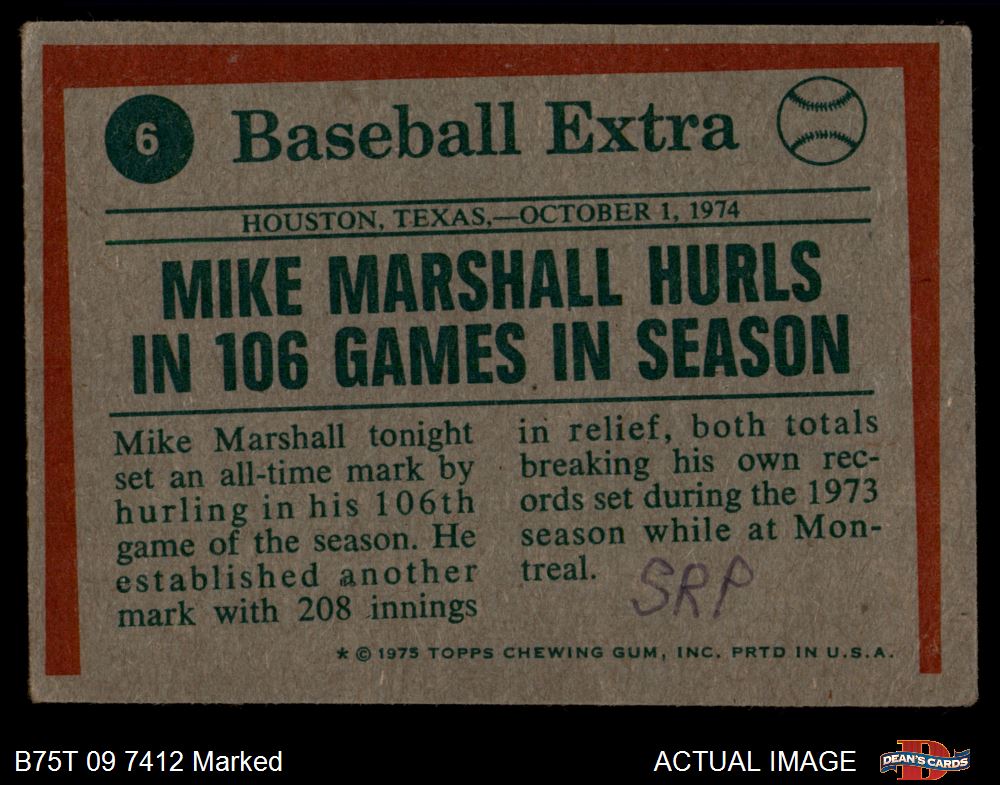 6 Baseball Extra
HOUSTON, TEXAS,—OCTOBER 1, 1974
MIKE MARSHALL HURLS
IN 106 GAMES IN SEASON
Mike Marshall tonight
set an all-time mark by
hurling in his 106th
game of the season. He
established another
mark with 208 innings
in relief, both totals
breaking his own rec-
ords set during the 1973
season while at Mon-
treal.
SRP
* © 1975 TOPPS CHEWING GUM, INC. PRTD IN U.S.A.
B75T 09 7412 Marked
ACTUAL IMAGE
D
DEAN'S CARDS